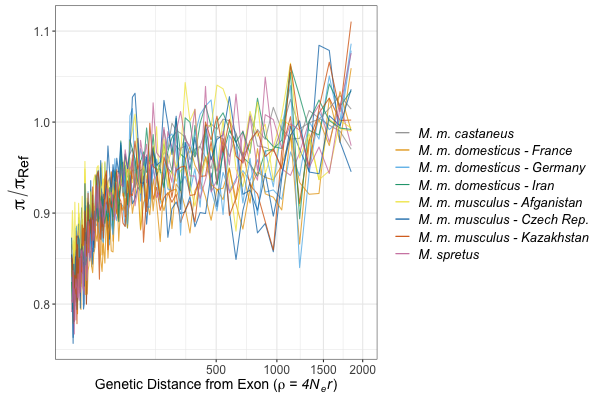 1.1
1.0
0.9
0.8
π / πRef
500 1000 1500 2000
Genetic Distance from Exon (ρ = 4Nₑr)
M. m. castaneus
M. m. domesticus - France
M. m. domesticus - Germany
M. m. domesticus - Iran
M. m. musculus - Afganistan
M. m. musculus - Czech Rep.
M. m. musculus - Kazakhstan
M. spretus